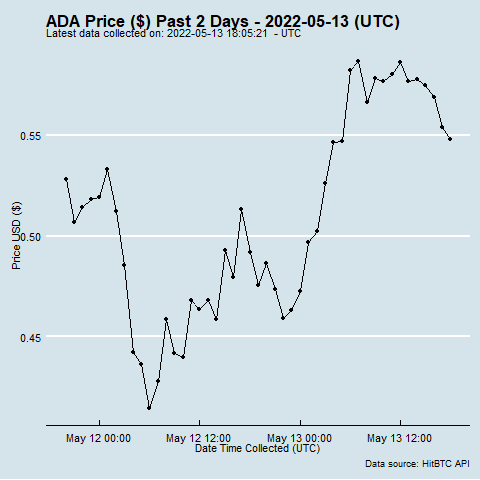 ADA Price ($) Past 2 Days - 2022-05-13 (UTC)
Latest data collected on: 2022-05-13 18:05:21  - UTC
0.55
0.50
0.45
Price USD ($)
May 12 00:00
May 12 12:00
May 13 00:00
May 13 12:00
Date Time Collected (UTC)
Data source: HitBTC API